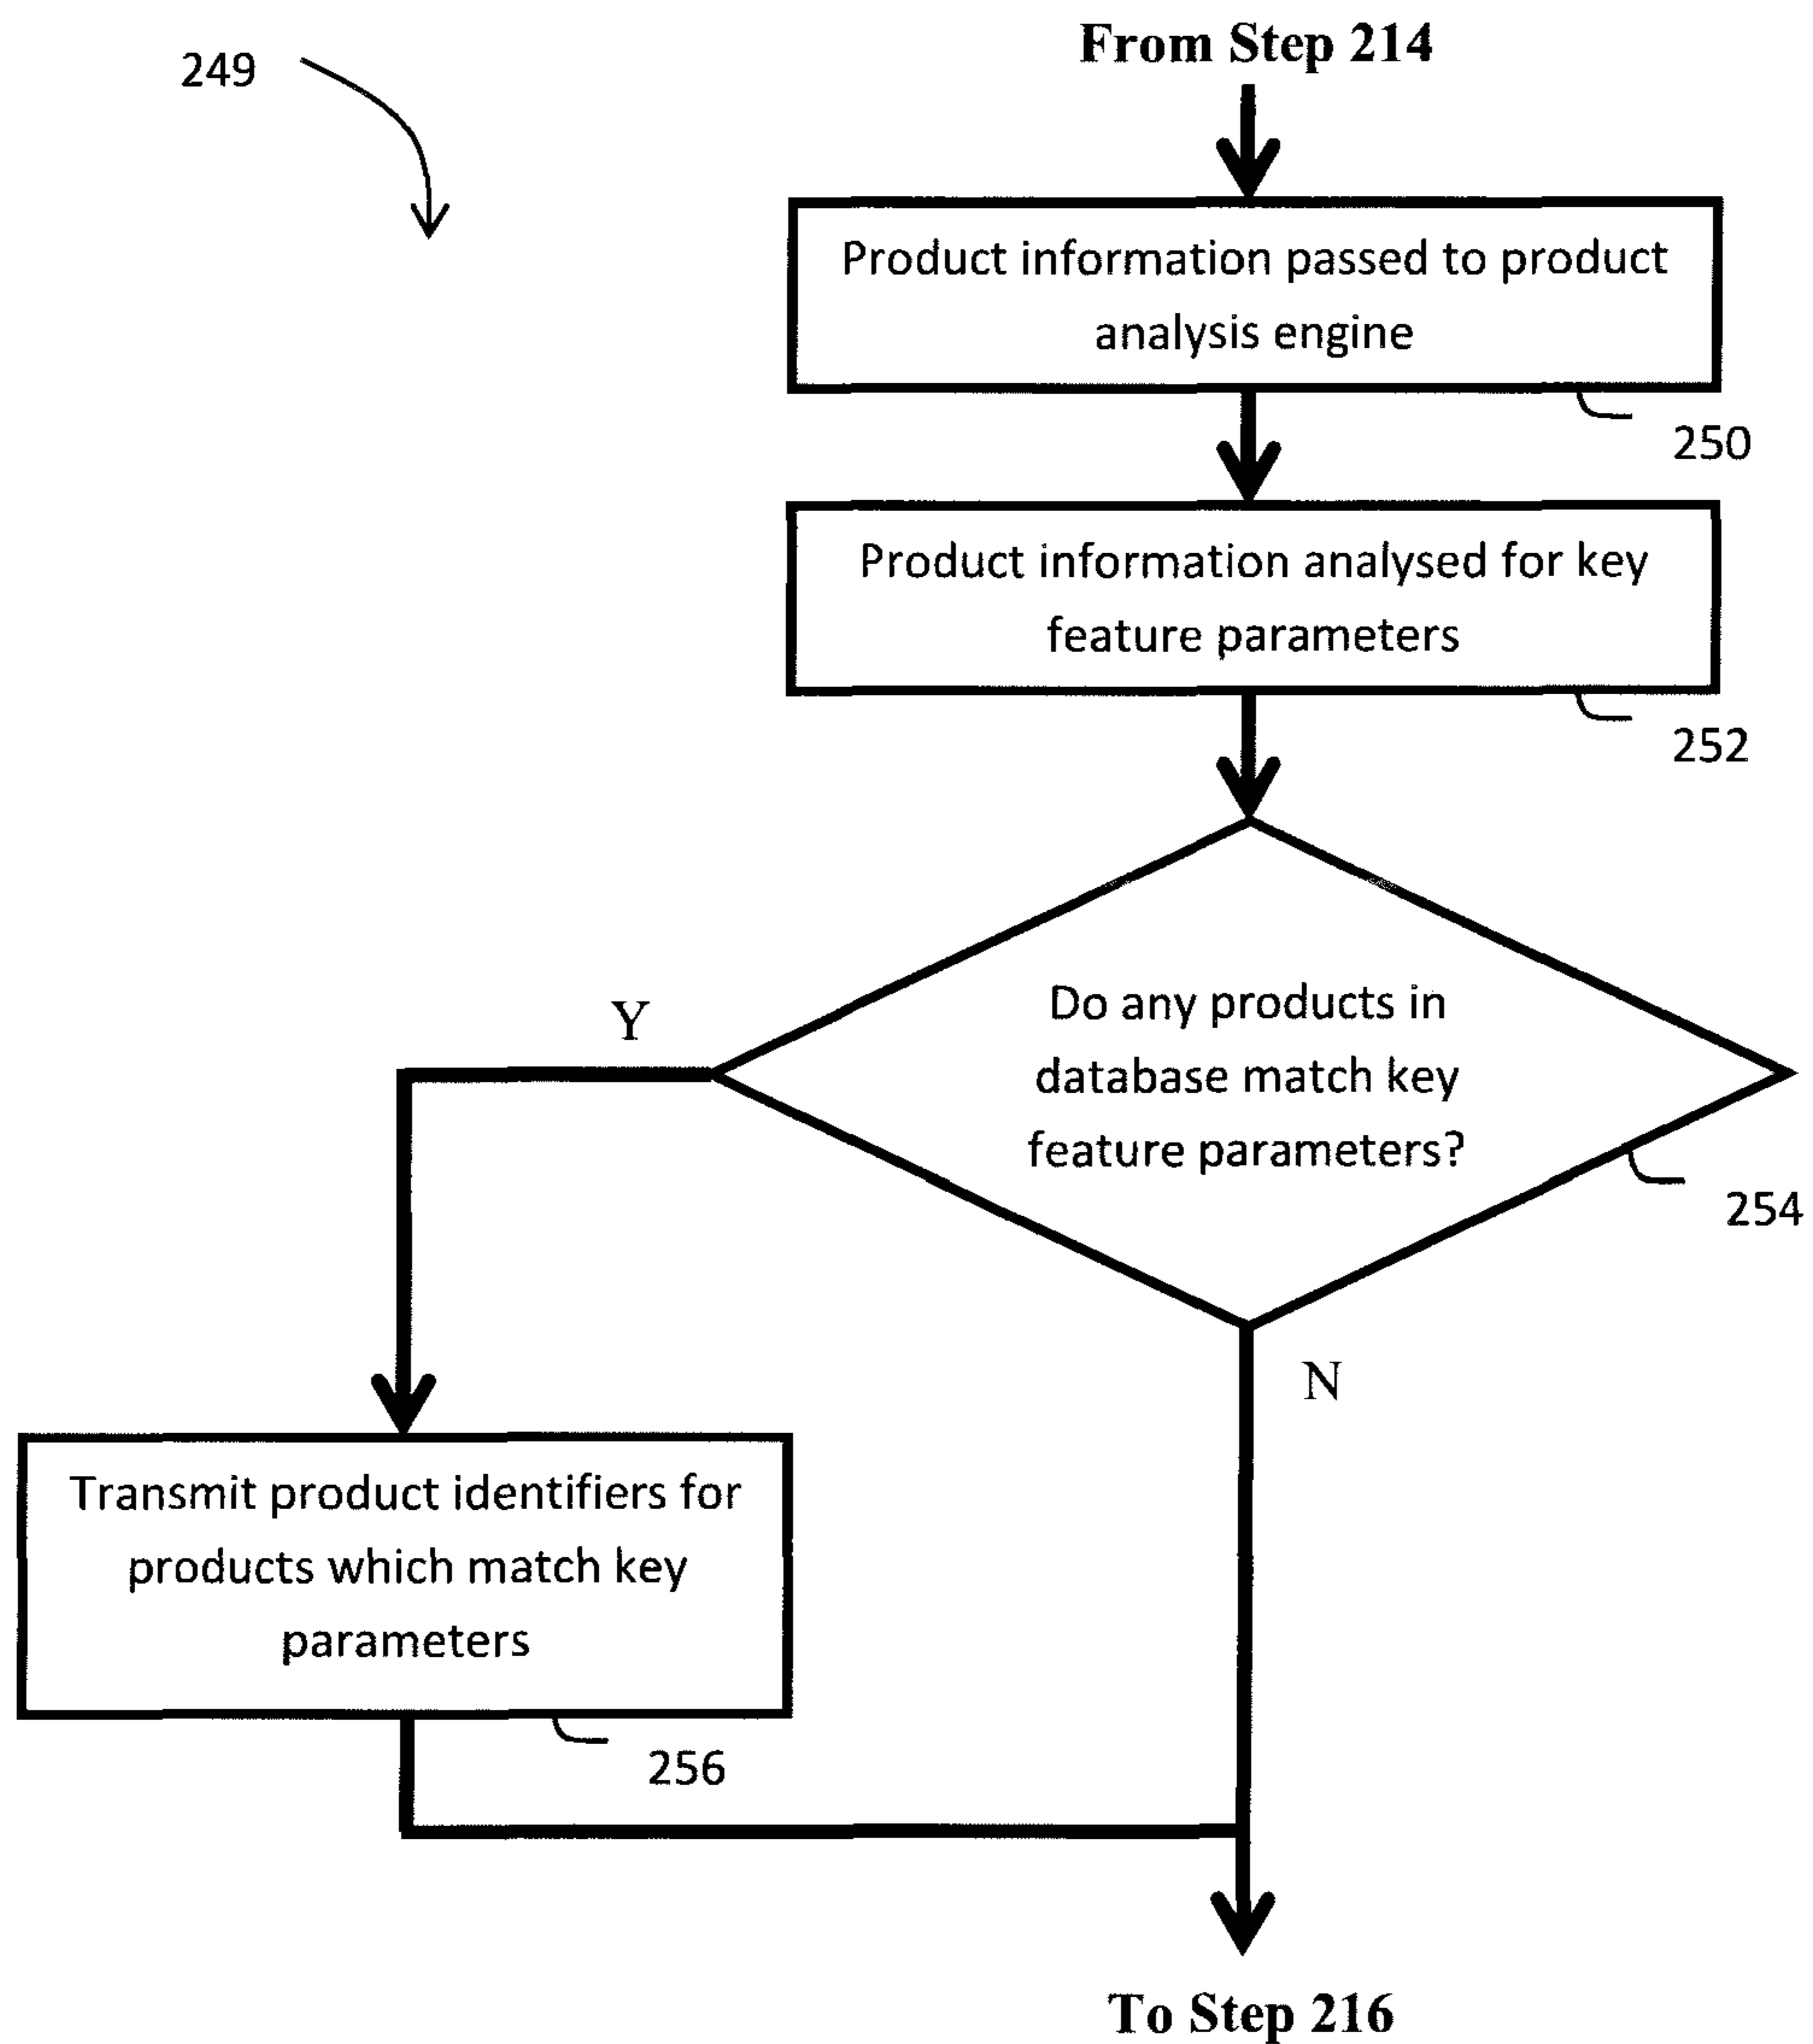 From Step 214
249
Product information passed to product
analysis engine
250
Product information analysed for key
feature parameters
252
Do any products in
database match key
feature parameters?
Y
254
N
Transmit product identifiers for
products which match key
parameters
256
To Step 216